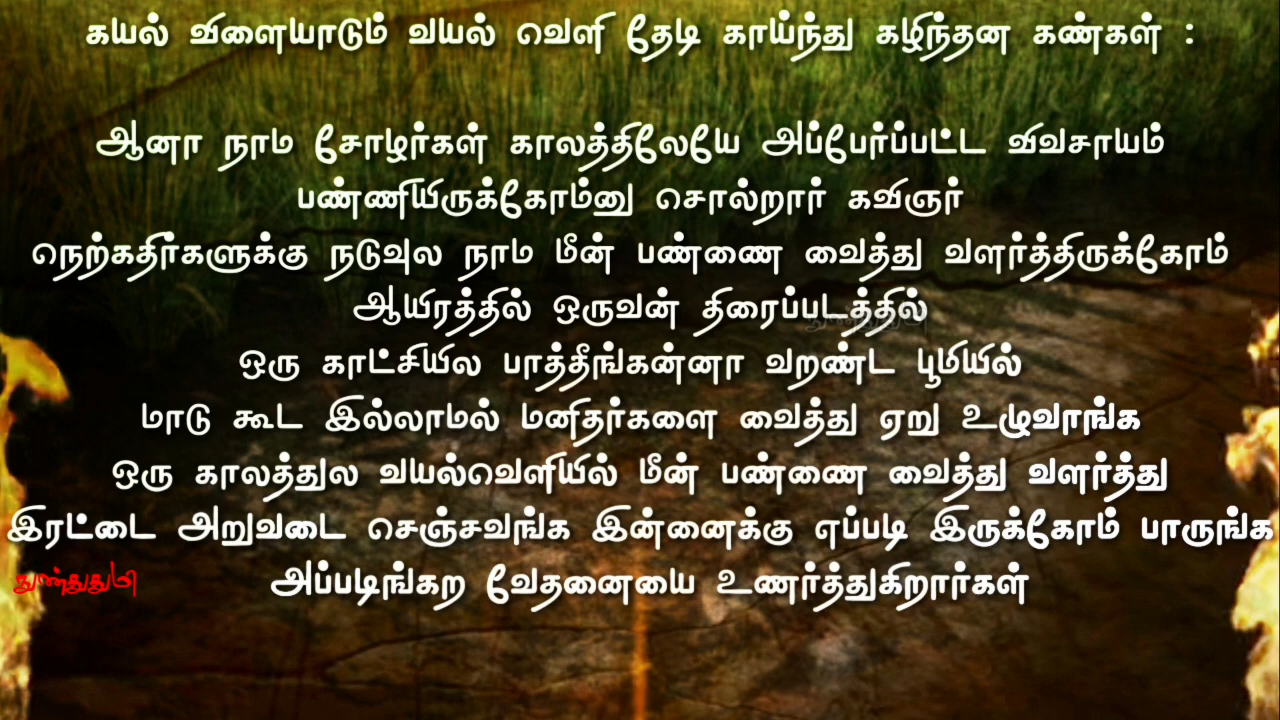 கயல் விளையாடும் வயல் வெளி தேடி காய்ந்து கழிந்தன கண்கள் :
ஆனா நாம சோழர்கள் காலத்திலேயே அப்பேர்ப்பட்ட விவசாயம்
பண்ணியிருக்கோம்னு சொல்றார் கவிஞர்
நெற்கதிர்களுக்கு நடுவுல நாம மீன் பண்ணை வைத்து வளர்த்திருக்கோம்
ஆயிரத்தில் ஒருவன் திரைப்படத்தில்
ஒரு காட்சியில பாத்தீங்கன்னா வறண்ட பூமியில்
மாடு கூட இல்லாமல் மனிதர்களை வைத்து ஏறு உழுவாங்க
ஒரு காலத்துல வயல்வெளியில் மீன் பண்ணை வைத்து வளர்த்து
இரட்டை அறுவடை செஞ்சவங்க இன்னைக்கு எப்படி இருக்கோம் பாருங்க
அப்படிங்கற வேதனையை உணர்த்துகிறார்கள்